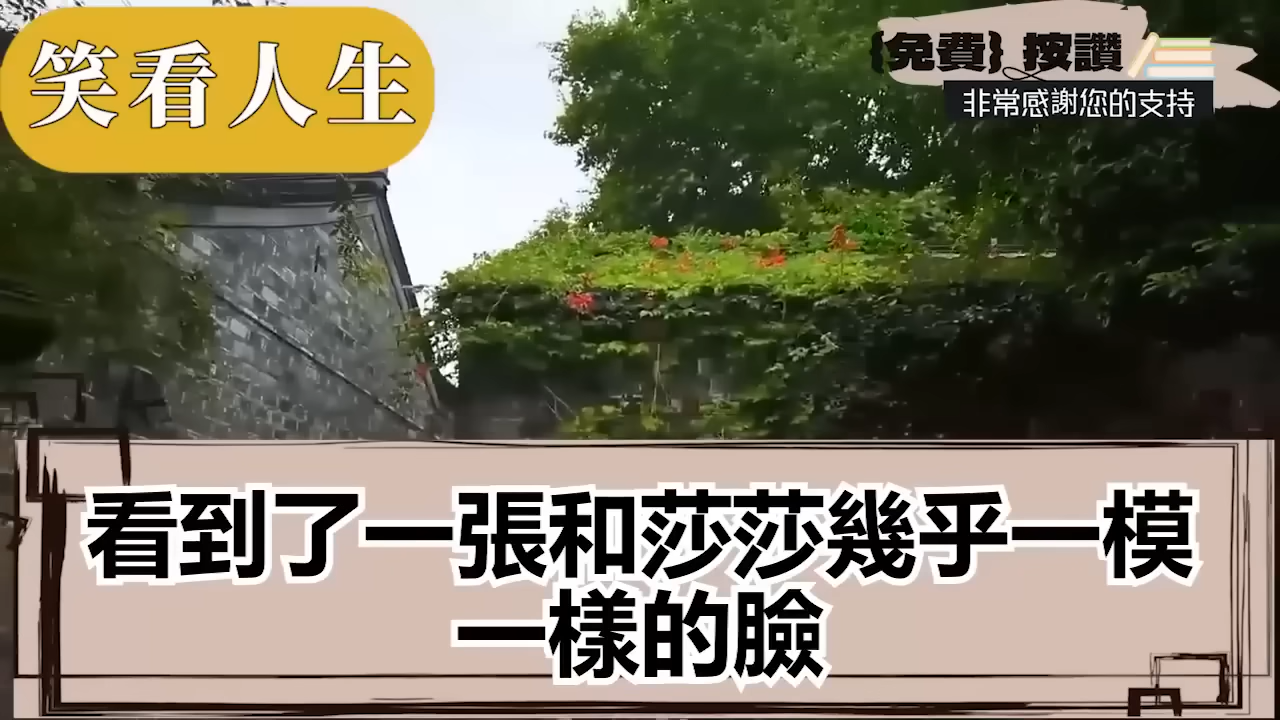 笑看人生
{免費} 按讚
非常感謝您的支持
看到了一張和莎莎幾乎一模
一樣的臉